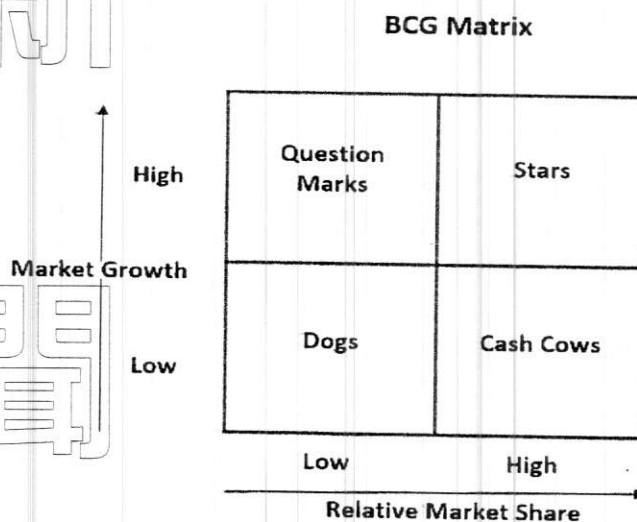 BCG Matrix
High
Question
Marks
Stars
Market Growth
Low
Dogs
Cash Cows
Low
High
Relative Market Share